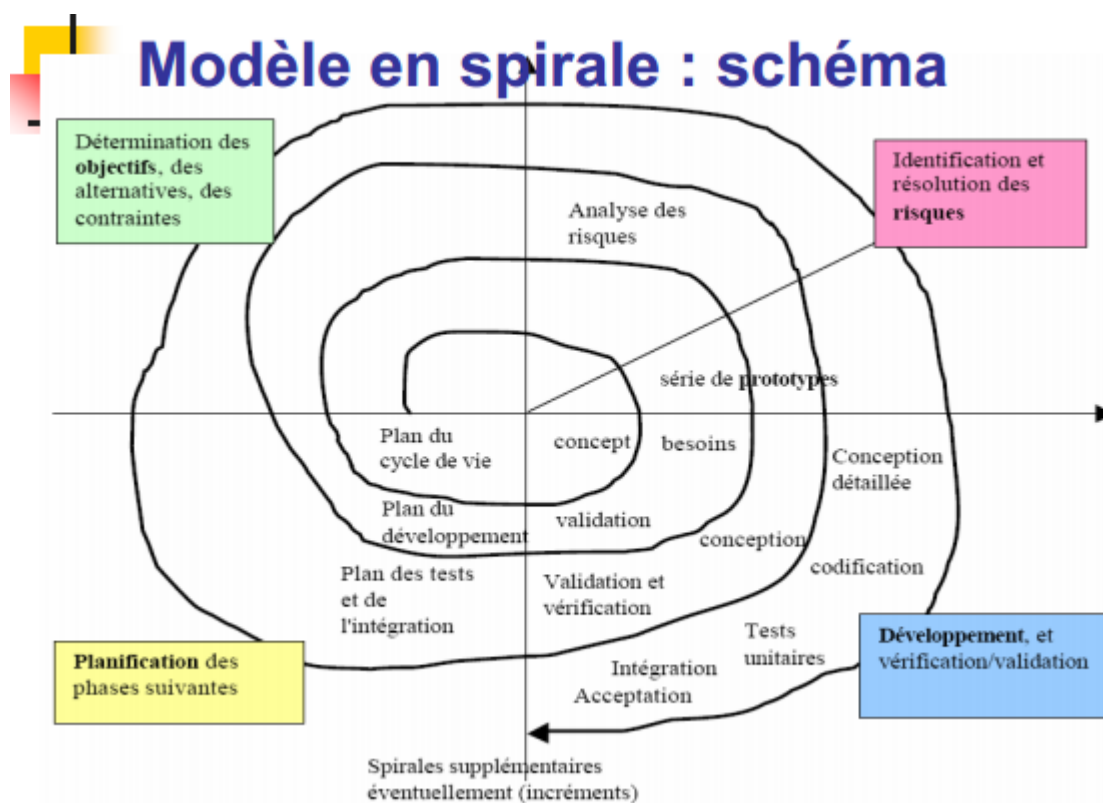 Modèle en spirale : schéma
Détermination des
objectifs, des
alternatives, des
contraintes
Identification et
résolution des
risques
Analyse des
risques
série de prototypes
Plan du
cycle de vie
concept
besoins
Conception
détaillée
Plan du
développement
validation
conception
codification
Plan des tests
et de
l'intégration
Validation et
vérification
Tests
unitaires
Intégration
Acceptation
Planification des
phases suivantes
Développement, et
vérification/validation
Spirales supplémentaires
éventuellement (incréments)